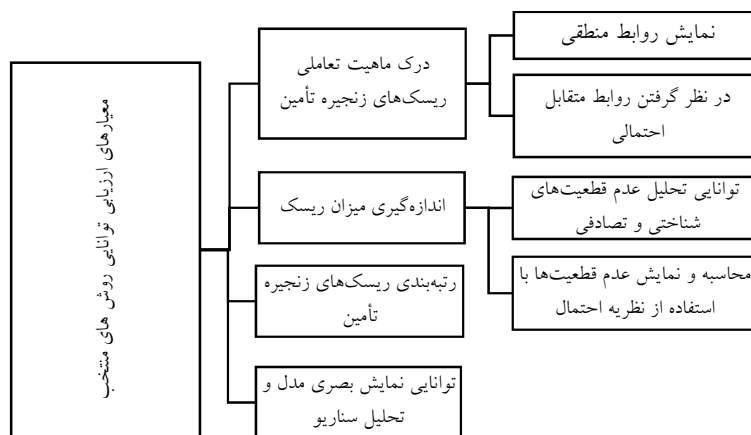 معیارهای ارزیابی توانایی روش های منتخب
درک ماهیت تعاملی
ریسک‌های زنجیره تأمین
نمایش روابط منطقی
در نظر گرفتن روابط متقابل
احتمالی
اندازه‌گیری میزان ریسک
توانایی تحلیل عدم قطعیت‌های
شناختی و تصادفی
محاسبه و نمایش عدم قطعیت‌ها با
استفاده از نظریه احتمال
رتبه‌بندی ریسک‌های زنجیره
تأمین
توانایی نمایش بصری مدل و
تحلیل سناریو